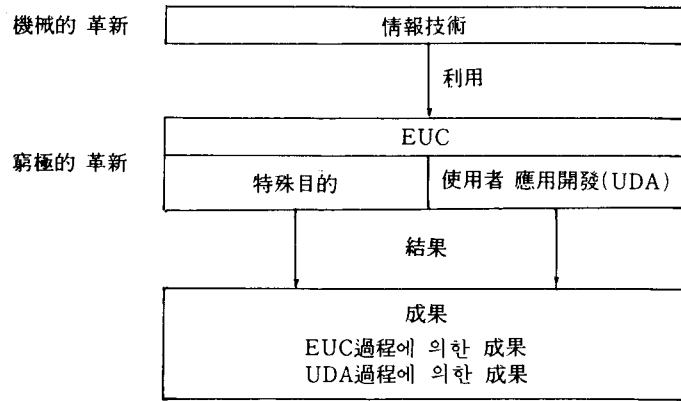 機械的 革新
情報技術
利用
EUC
窮極的 革新
特殊目的
使用者 應用開發(UDA)
結果
成果
EUC過程에 의한 成果
UDA過程에 의한 成果